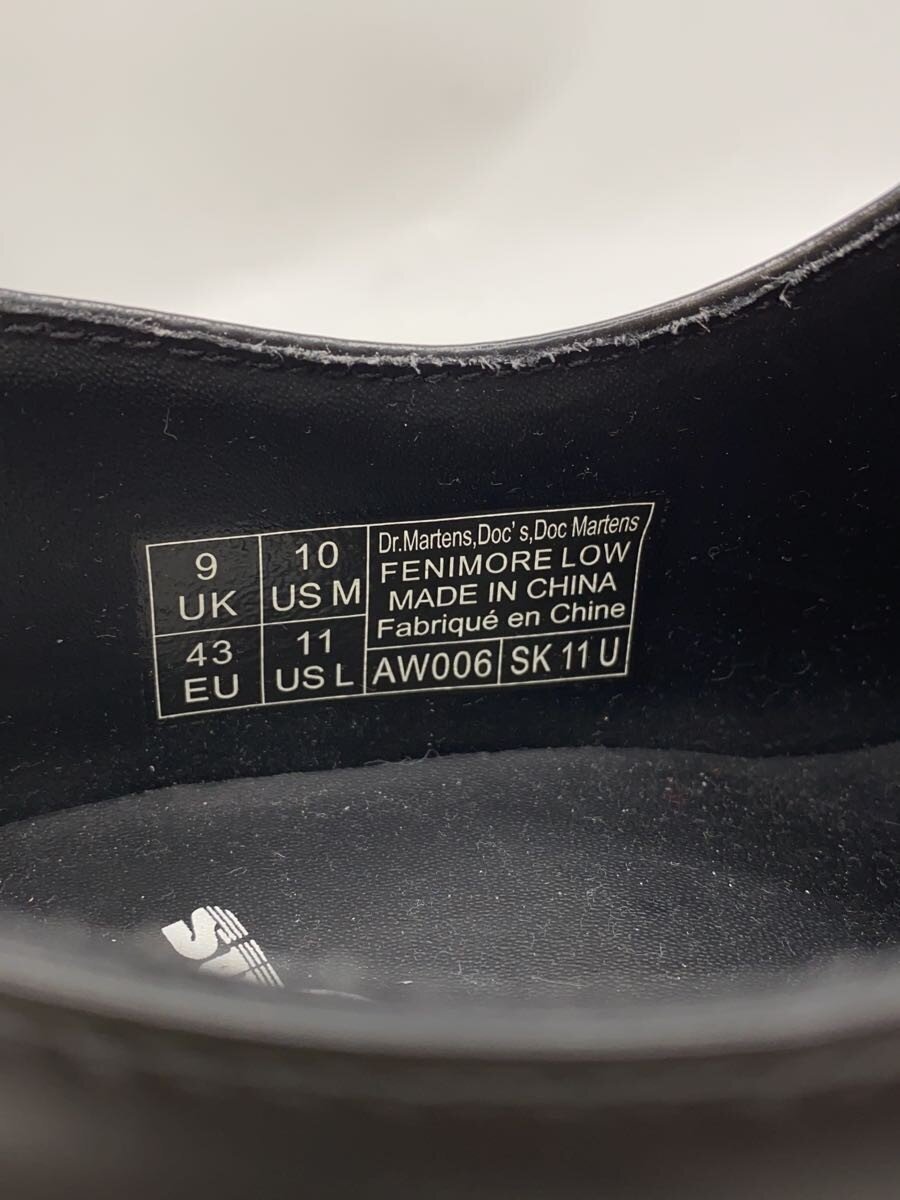 9
UK
10
US M
43
EU
11
US L
Dr.Martens,Doc's,Doc Martens
FENIMORE LOW
MADE IN CHINA
Fabriqué en Chine
AW006
SK 11 U